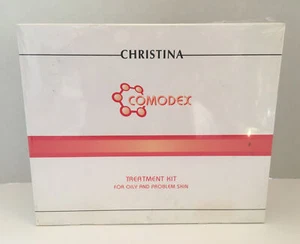 CHRISTINA
COMODEX
TREATMENT KIT
FOR OILY AND PROBLEM SKIN